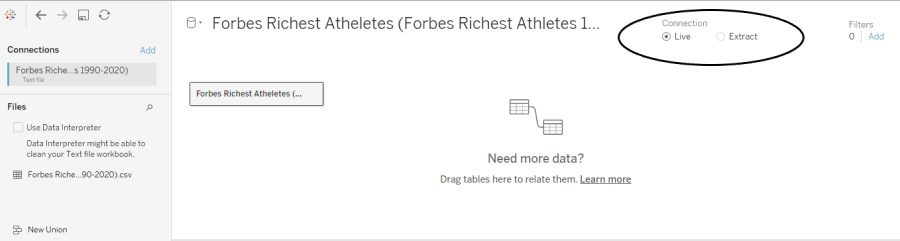 Connections
Add
Forbes Riche...s 1990-2020)
Text file
Files
Use Data Interpreter
Data Interpreter might be able to
clean your Text file workbook.
Forbes Riche...90-2020).csv
New Union
Forbes Richest Atheletes (Forbes Richest Athletes 1...
Connection
Live
Extract
Filters
0
Add
Forbes Richest Atheletes (...
Need more data?
Drag tables here to relate them. Learn more